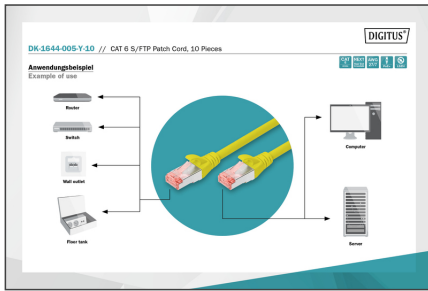 DIGITUS®
DK-1644-005-Y-10 // CAT 6 S/FTP Patch Cord, 10 Pieces
Anwendungsbeispiel
Example of use
Router
Switch
Wall outlet
Floor tank
Computer
Server